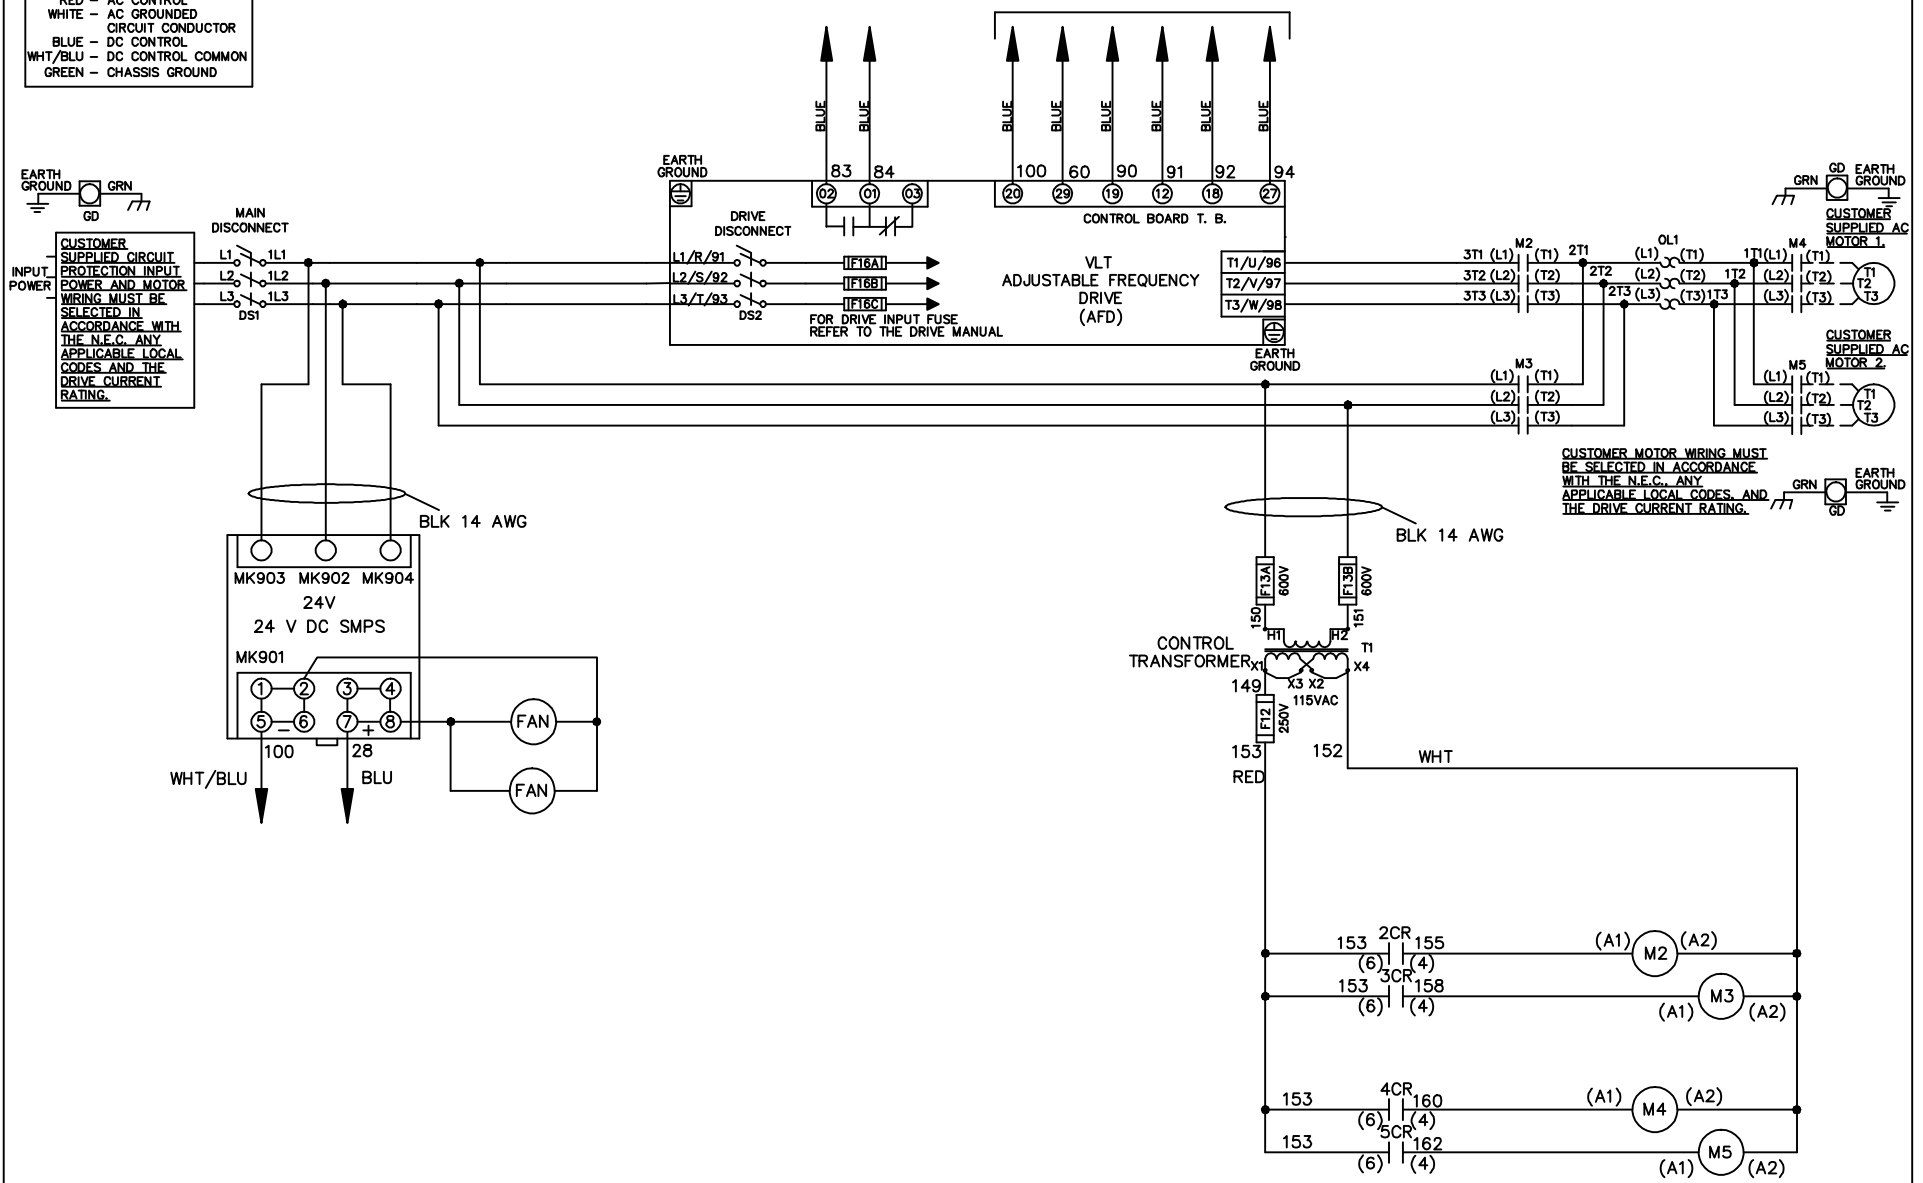 RED – AC CONTROL
WHITE – AC GROUNDED
CIRCUIT CONDUCTOR
BLUE – DC CONTROL
WHT/BLU – DC CONTROL COMMON
GREEN – CHASSIS GROUND
BLUE
BLUE
BLUE
BLUE
BLUE
BLUE
BLUE
BLUE
EARTH
GROUND
GRN
GD
MAIN
DISCONNECT
L1
1L1
L2
1L2
L3
1L3
DS1
INPUT
POWER
CUSTOMER
SUPPLIED CIRCUIT
PROTECTION INPUT
POWER AND MOTOR
WIRING MUST BE
SELECTED IN
ACCORDANCE WITH
THE N.E.C. ANY
APPLICABLE LOCAL
CODES AND THE
DRIVE CURRENT
RATING.
EARTH
GROUND
83
84
02
01
03
100
60
90
91
92
94
20
29
19
12
18
27
CONTROL BOARD T. B.
DRIVE
DISCONNECT
L1/R/91
L2/S/92
L3/T/93
DS2
F16A
F16B
F16C
FOR DRIVE INPUT FUSE
REFER TO THE DRIVE MANUAL
VLT
ADJUSTABLE FREQUENCY
DRIVE
(AFD)
T1/U/96
T2/V/97
T3/W/98
EARTH
GROUND
3T1 (L1) M2 (T1) 2T1
3T2 (L2) (T2) 2T2
3T3 (L3) (T3) 2T3
(L1) OL1 (T1) 1T1
(L2) (T2) 1T2
(L3) (T3) 1T3
(L1) M4 (T1)
(L2) (T2)
(L3) (T3)
T1
T2
T3
GRN
GD
EARTH
GROUND
CUSTOMER
SUPPLIED AC
MOTOR 1.
CUSTOMER
SUPPLIED AC
MOTOR 2.
M3
(L1) (T1)
(L2) (T2)
(L3) (T3)
M5
(L1) (T1)
(L2) (T2)
(L3) (T3)
T1
T2
T3
CUSTOMER MOTOR WIRING MUST
BE SELECTED IN ACCORDANCE
WITH THE N.E.C., ANY
APPLICABLE LOCAL CODES, AND
THE DRIVE CURRENT RATING.
GRN
GD
EARTH
GROUND
BLK 14 AWG
MK903 MK902 MK904
24V
24 V DC SMPS
MK901
1 2 3 4
5 6 7 8
– +
100
28
WHT/BLU
BLU
FAN
FAN
BLK 14 AWG
F13A
600V
F13B
600V
150
151
H1
H2
T1
CONTROL
TRANSFORMER
X1
X4
X3 X2
115VAC
149
F12
250V
153
152
RED
WHT
153 2CR 155
(6) (4)
(A1) M2 (A2)
153 3CR 158
(6) (4)
(A1) M3 (A2)
153 4CR 160
(6) (4)
(A1) M4 (A2)
153 5CR 162
(6) (4)
(A1) M5 (A2)